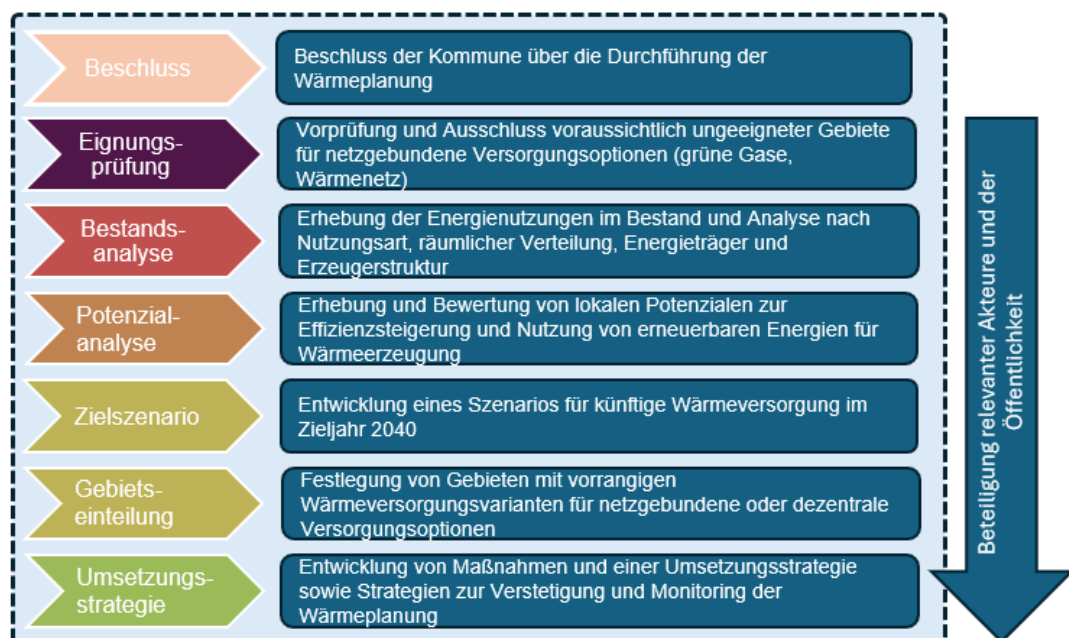 Beschluss
Beschluss der Kommune über die Durchführung der
Wärmeplanung
Eignungs-
prüfung
Vorprüfung und Ausschluss voraussichtlich ungeeigneter Gebiete
für netzgebundene Versorgungsoptionen (grüne Gase,
Wärmenetz)
Bestands-
analyse
Erhebung der Energienutzungen im Bestand und Analyse nach
Nutzungsart, räumlicher Verteilung, Energieträger und
Erzeugerstruktur
Potenzial-
analyse
Erhebung und Bewertung von lokalen Potenzialen zur
Effizienzsteigerung und Nutzung von erneuerbaren Energien für
Wärmeerzeugung
Zielszenario
Entwicklung eines Szenarios für künftige Wärmeversorgung im
Zieljahr 2040
Gebiets-
einteilung
Festlegung von Gebieten mit vorrangigen
Wärmeversorgungsvarianten für netzgebundene oder dezentrale
Versorgungsoptionen
Umsetzungs-
strategie
Entwicklung von Maßnahmen und einer Umsetzungsstrategie
sowie Strategien zur Verstetigung und Monitoring der
Wärmeplanung
Beteiligung relevanter Akteure und der
Öffentlichkeit